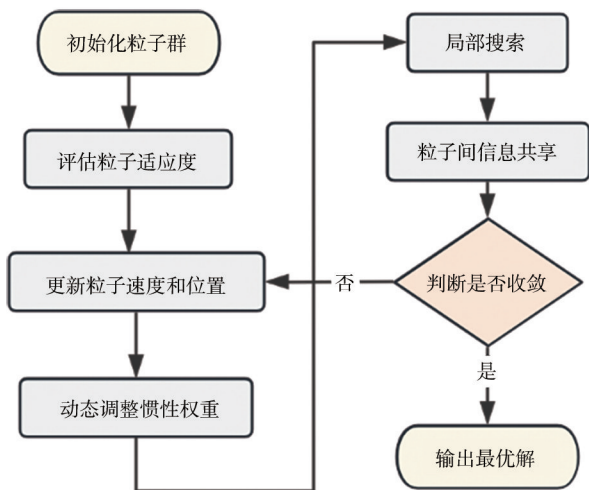 初始化粒子群
评估粒子适应度
更新粒子速度和位置
动态调整惯性权重
局部搜索
粒子间信息共享
判断是否收敛
否
是
输出最优解